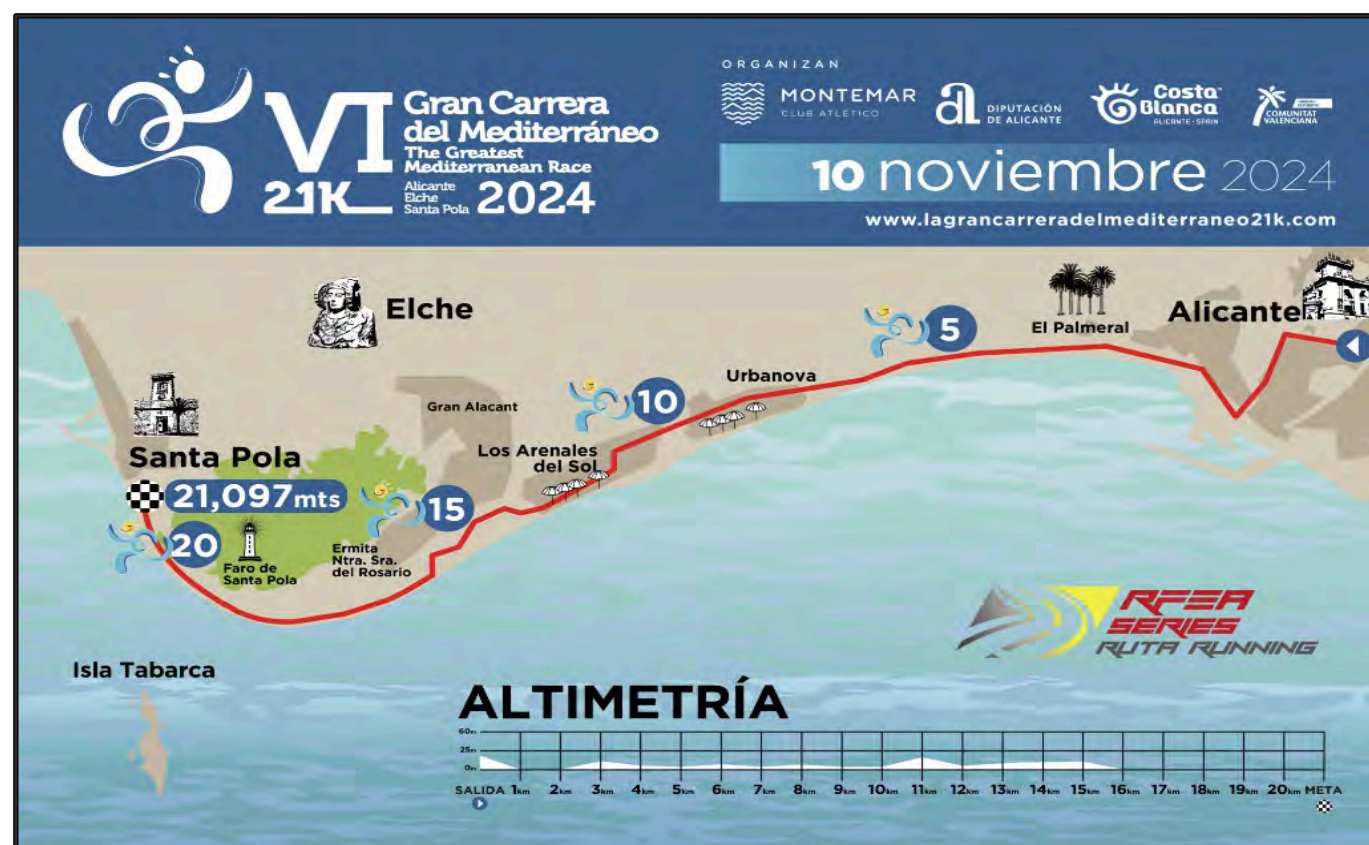 VI
21K
Gran Carrera
del Mediterráneo
The Greatest
Mediterranean Race
Alicante
Elche
Santa Pola
2024
ORGANIZAN
MONTEMAR
CLUB ATLÉTICO
DIPUTACIÓN
DE ALICANTE
Costa
Blanca
ALICANTE - SPAIN
COMUNITAT
VALENCIANA
10 noviembre 2024
www.lagrancarreradelmediterraneo21k.com
Elche
Alicante
El Palmeral
5
Urbanova
10
Gran Alacant
Los Arenales
del Sol
Santa Pola
21,097mts
15
20
Faro de
Santa Pola
Ermita
Ntra. Sra.
del Rosario
Isla Tabarca
RFEA
SERIES
RUTA RUNNING
ALTIMETRÍA
60m
25m
0m
SALIDA 1km 2km 3km 4km 5km 6km 7km 8km 9km 10km 11km 12km 13km 14km 15km 16km 17km 18km 19km 20km META